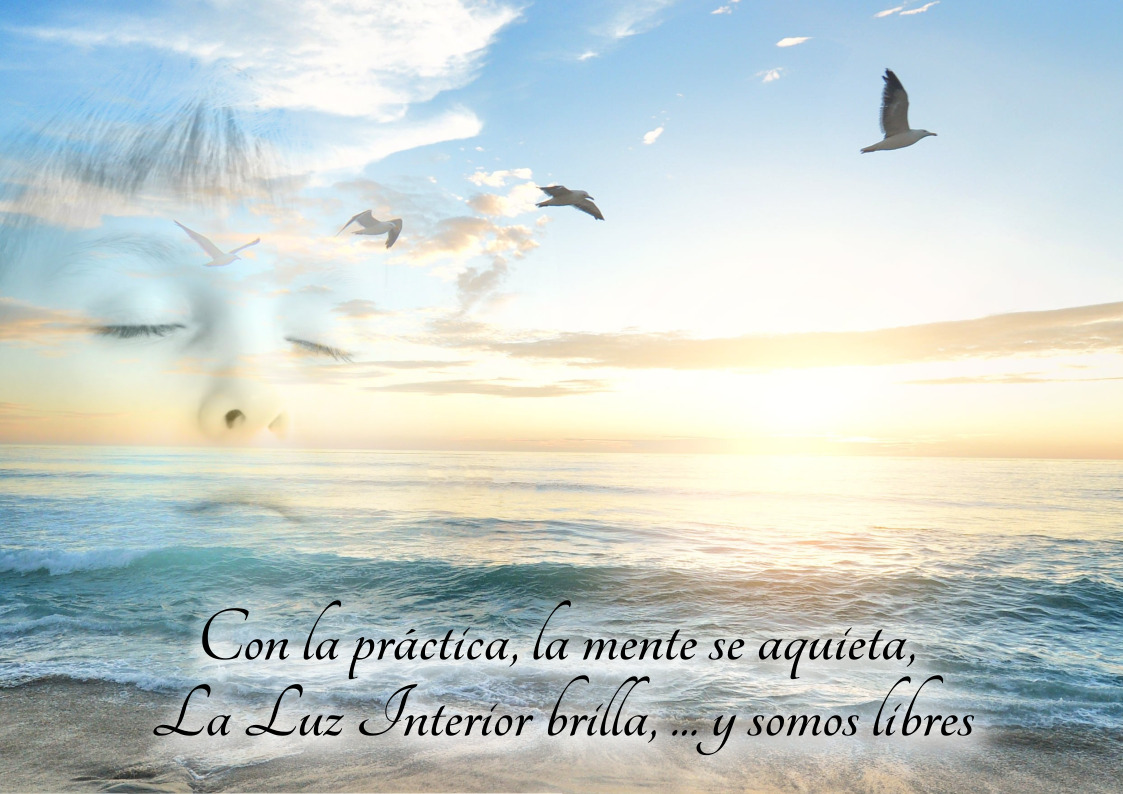 Con la práctica, la mente se aquieta,
La Luz Interior brilla, ... y somos libres